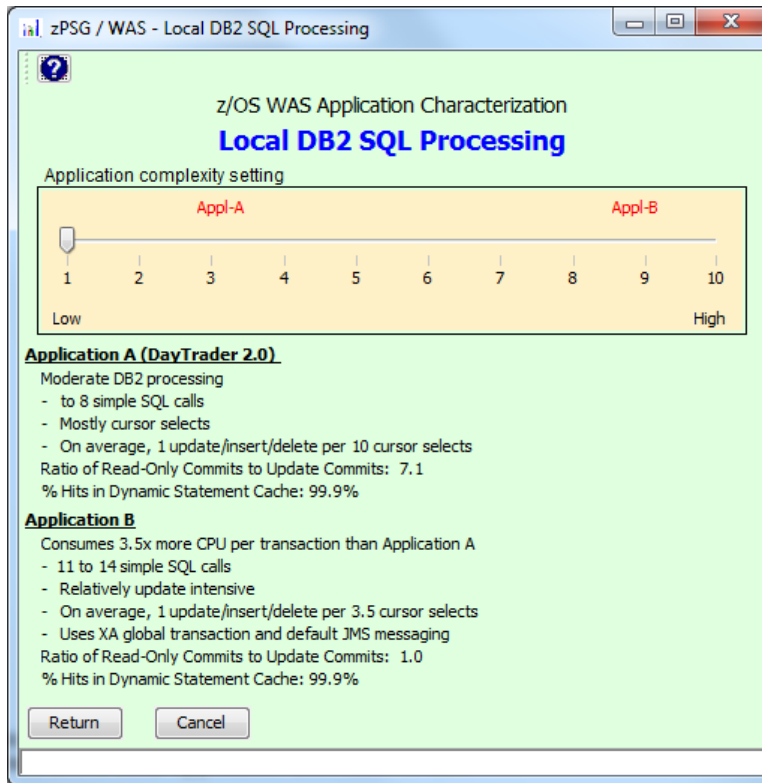 zPSG / WAS - Local DB2 SQL Processing
?
z/OS WAS Application Characterization
Local DB2 SQL Processing
Application complexity setting
Appl-A Appl-B
1 2 3 4 5 6 7 8 9 10
Low High
Application A (DayTrader 2.0)
Moderate DB2 processing
- to 8 simple SQL calls
- Mostly cursor selects
- On average, 1 update/insert/delete per 10 cursor selects
Ratio of Read-Only Commits to Update Commits: 7.1
% Hits in Dynamic Statement Cache: 99.9%
Application B
Consumes 3.5x more CPU per transaction than Application A
- 11 to 14 simple SQL calls
- Relatively update intensive
- On average, 1 update/insert/delete per 3.5 cursor selects
- Uses XA global transaction and default JMS messaging
Ratio of Read-Only Commits to Update Commits: 1.0
% Hits in Dynamic Statement Cache: 99.9%
Return Cancel